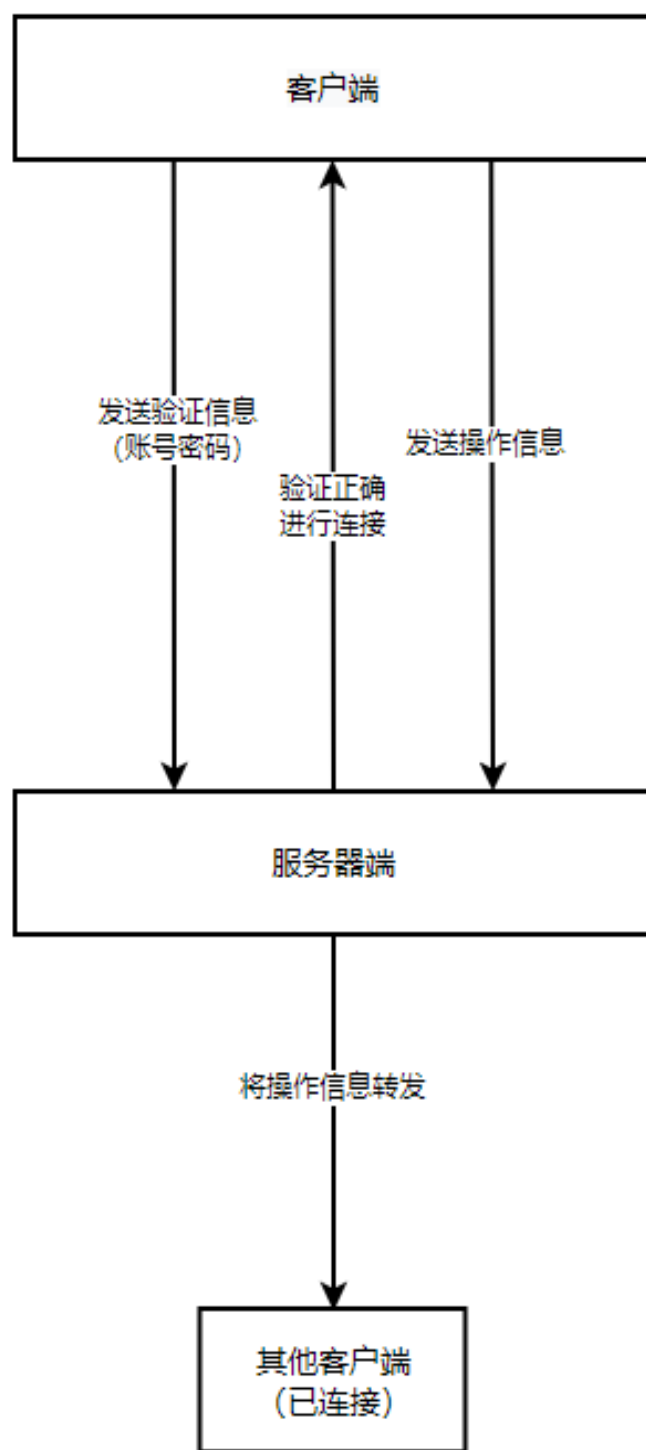 客户端
发送验证信息
（账号密码）
验证正确
进行连接
发送操作信息
服务器端
将操作信息转发
其他客户端
（已连接）